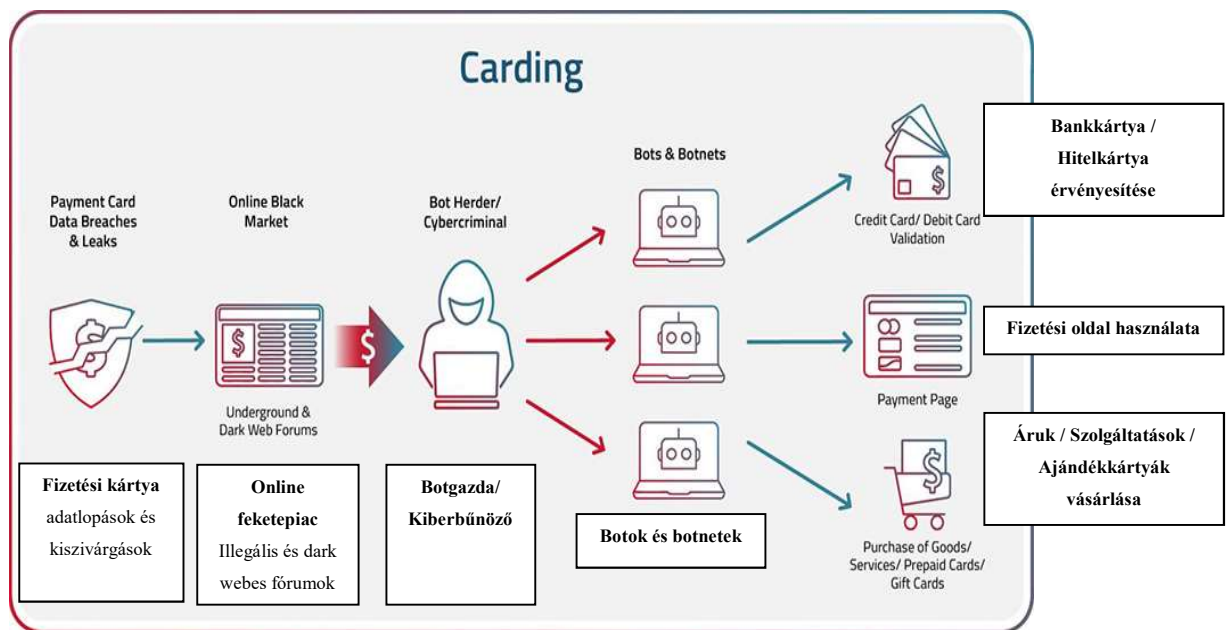 Carding
Payment Card
Data Breaches
& Leaks
Online Black
Market
Underground &
Dark Web Forums
Bot Herder/
Cybercriminal
Bots & Botnets
Credit Card/ Debit Card
Validation
Payment Page
Purchase of Goods/
Services/ Prepaid Cards/
Gift Cards
$
$
$
$
$
Fizetési kártya
adatlopások és
kiszivárgások
Online
feketepiac
Illegális és dark
webes fórumok
Botgazda/
Kiberbűnöző
Botok és botnetek
Bankkártya /
Hitelkártya
érvényesítése
Fizetési oldal használata
Áruk / Szolgáltatások /
Ajándékkártyák
vásárlása